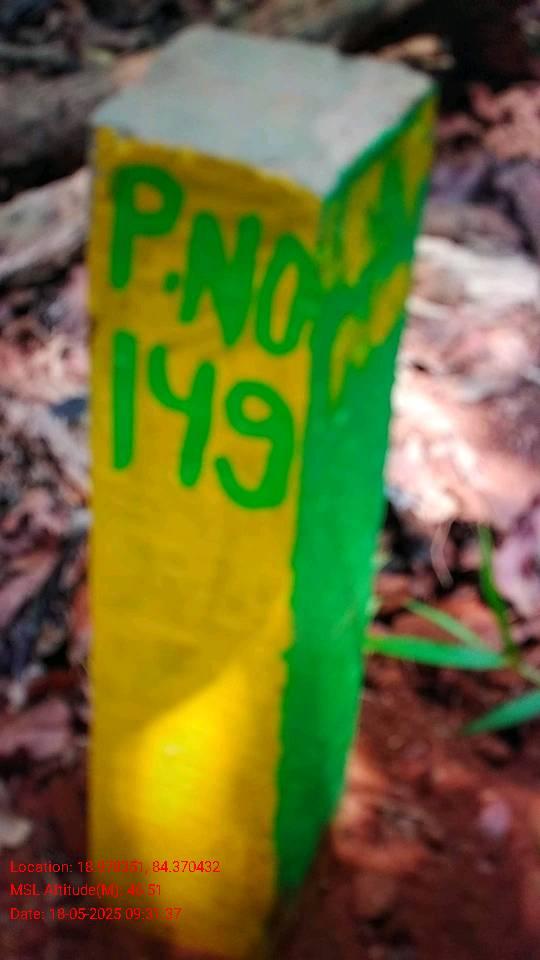 P.NO
149
Location: 18.678351, 84.370432
MSL Altitude(M): 46.51
Date: 18-05-2025 09:31:37